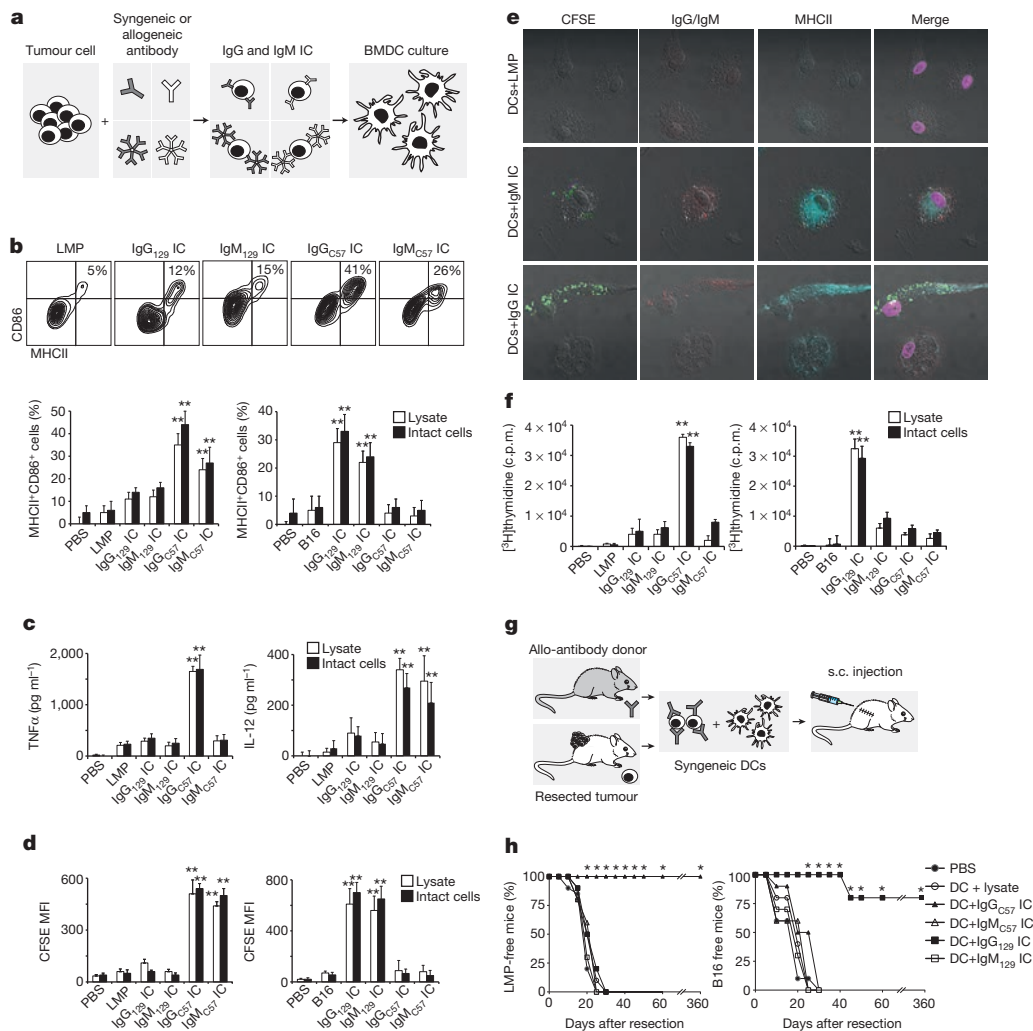 a
Tumour cell
Syngeneic or
allogeneic
antibody
IgG and IgM IC
BMDC culture
+
b
LMP
IgG129 IC
IgM129 IC
IgGC57 IC
IgMC57 IC
5%
12%
15%
41%
26%
CD86
MHCII
MHCII+CD86+ cells (%)
50
40
30
20
10
0
** ** ** **
PBS
LMP
IgG129 IC
IgM129 IC
IgGC57 IC
IgMC57 IC
MHCII+CD86+ cells (%)
40
30
20
10
0
** ** ** **
Lysate
Intact cells
PBS
B16
IgG129 IC
IgM129 IC
IgGC57 IC
IgMC57 IC
c
TNFα (pg ml−1)
2,000
1,000
0
** **
PBS
LMP
IgG129 IC
IgM129 IC
IgGC57 IC
IgMC57 IC
IL-12 (pg ml−1)
400
200
0
** ** ** **
Lysate
Intact cells
PBS
LMP
IgG129 IC
IgM129 IC
IgGC57 IC
IgMC57 IC
d
CFSE MFI
600
300
0
** ** ** **
PBS
LMP
IgG129 IC
IgM129 IC
IgGC57 IC
IgMC57 IC
CFSE MFI
800
400
0
** ** ** **
Lysate
Intact cells
PBS
B16
IgG129 IC
IgM129 IC
IgGC57 IC
IgMC57 IC
e
CFSE
IgG/IgM
MHCII
Merge
DCs+LMP
DCs+IgM IC
DCs+IgG IC
f
[3H]thymidine (c.p.m.)
4 × 10⁴
3 × 10⁴
2 × 10⁴
1 × 10⁴
0
** **
PBS
LMP
IgG129 IC
IgM129 IC
IgGC57 IC
IgMC57 IC
[3H]thymidine (c.p.m.)
4 × 10⁴
3 × 10⁴
2 × 10⁴
1 × 10⁴
0
** **
Lysate
Intact cells
PBS
B16
IgG129 IC
IgM129 IC
IgGC57 IC
IgMC57 IC
g
Allo-antibody donor
Resected tumour
+
Syngeneic DCs
s.c. injection
h
LMP-free mice (%)
100
75
50
25
0
* * * * * * * * * *
0 30 60 360
Days after resection
B16 free mice (%)
100
75
50
25
0
* * * * * * * *
0 20 40 60 360
Days after resection
PBS
DC + lysate
DC+IgGC57 IC
DC+IgMC57 IC
DC+IgG129 IC
DC+IgM129 IC